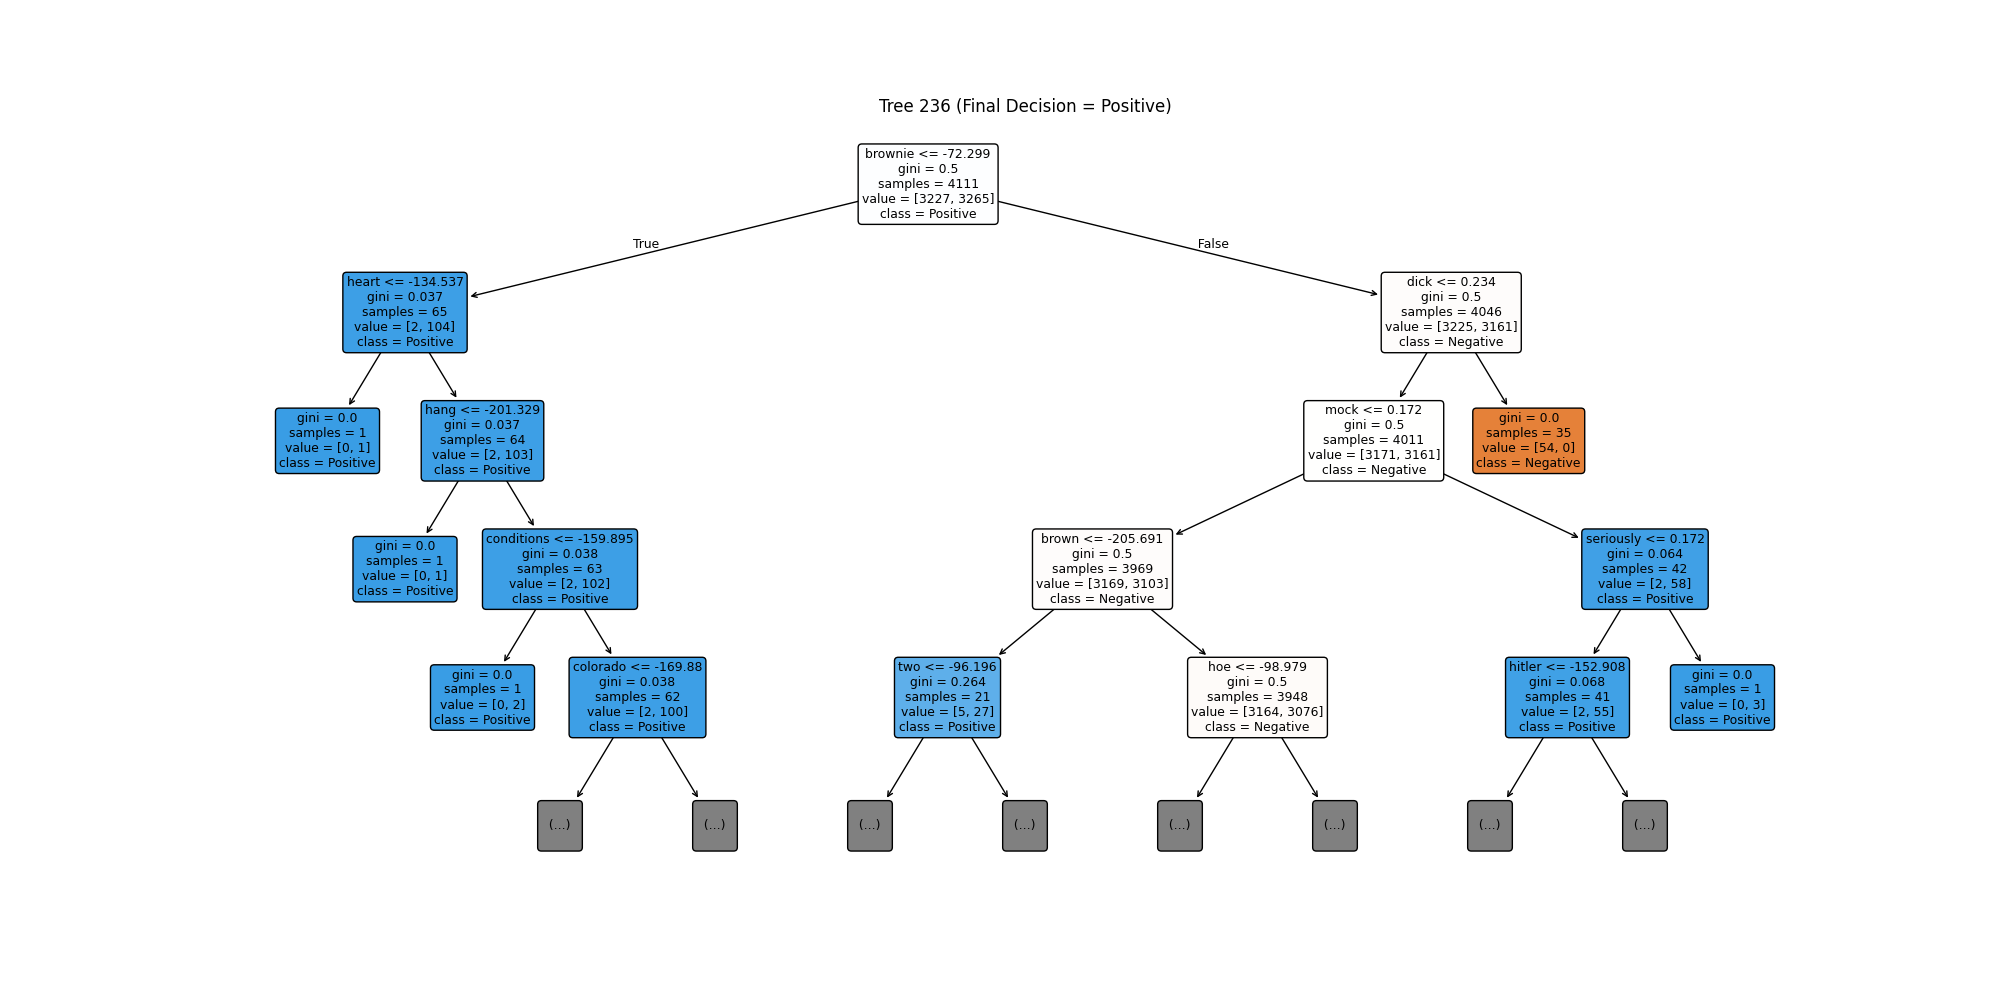 Tree 236 (Final Decision = Positive)
brownie <= -72.299
gini = 0.5
samples = 4111
value = [3227, 3265]
class = Positive
True
False
heart <= -134.537
gini = 0.037
samples = 65
value = [2, 104]
class = Positive
dick <= 0.234
gini = 0.5
samples = 4046
value = [3225, 3161]
class = Negative
gini = 0.0
samples = 1
value = [0, 1]
class = Positive
hang <= -201.329
gini = 0.037
samples = 64
value = [2, 103]
class = Positive
mock <= 0.172
gini = 0.5
samples = 4011
value = [3171, 3161]
class = Negative
gini = 0.0
samples = 35
value = [54, 0]
class = Negative
gini = 0.0
samples = 1
value = [0, 1]
class = Positive
conditions <= -159.895
gini = 0.038
samples = 63
value = [2, 102]
class = Positive
brown <= -205.691
gini = 0.5
samples = 3969
value = [3169, 3103]
class = Negative
seriously <= 0.172
gini = 0.064
samples = 42
value = [2, 58]
class = Positive
gini = 0.0
samples = 1
value = [0, 2]
class = Positive
colorado <= -169.88
gini = 0.038
samples = 62
value = [2, 100]
class = Positive
two <= -96.196
gini = 0.264
samples = 21
value = [5, 27]
class = Positive
hoe <= -98.979
gini = 0.5
samples = 3948
value = [3164, 3076]
class = Negative
hitler <= -152.908
gini = 0.068
samples = 41
value = [2, 55]
class = Positive
gini = 0.0
samples = 1
value = [0, 3]
class = Positive
(...)
(...)
(...)
(...)
(...)
(...)
(...)
(...)